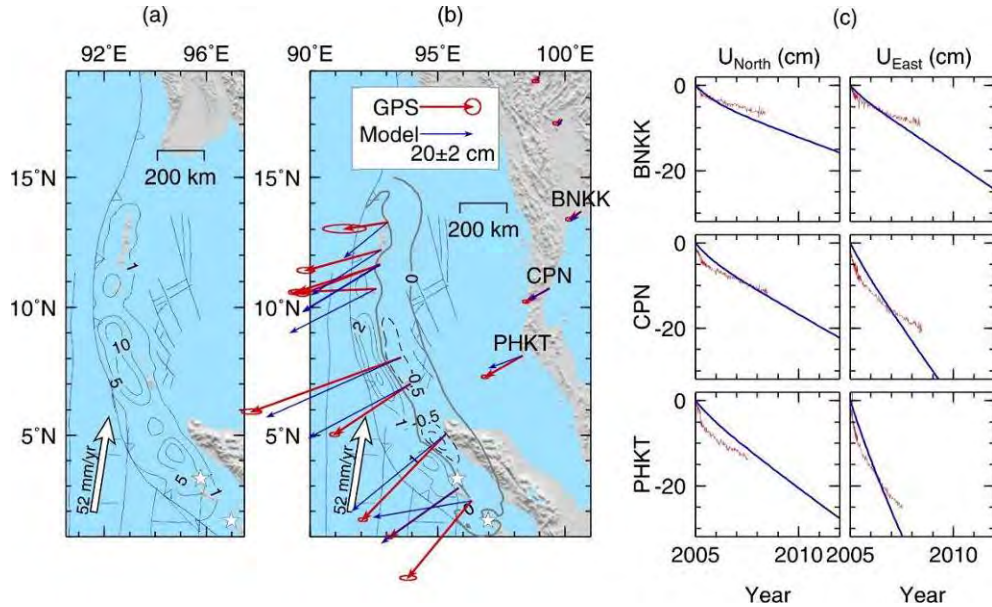 (a)
(b)
(c)
92˚E 96˚E
90˚E 95˚E 100˚E
U_North (cm) U_East (cm)
GPS
Model
20±2 cm
200 km
200 km
15˚N
10˚N
5˚N
15˚N
10˚N
5˚N
1
10
5
5
1
52 mm/yr
BNKK
CPN
PHKT
0
2
-0.5
-0.5
1
1
0
52 mm/yr
BNKK
0
-20
CPN
0
-20
PHKT
0
-20
2005 2010 2005 2010
Year Year